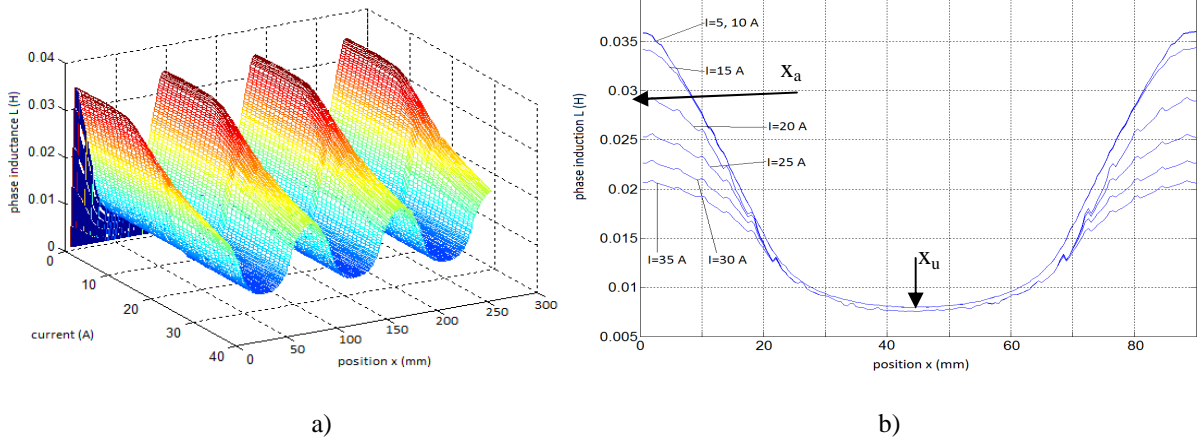 phase inductance L (H)
0.04
0.03
0.02
0.01
0
0
10
20
30
40
current (A)
0
50
100
150
200
250
300
position x (mm)
a)
phase induction L (H)
0.035
0.03
0.025
0.02
0.015
0.01
0.005
I=5, 10 A
I=15 A
xₐ
I=20 A
I=25 A
I=35 A
I=30 A
xᵤ
0
20
40
60
80
position x (mm)
b)